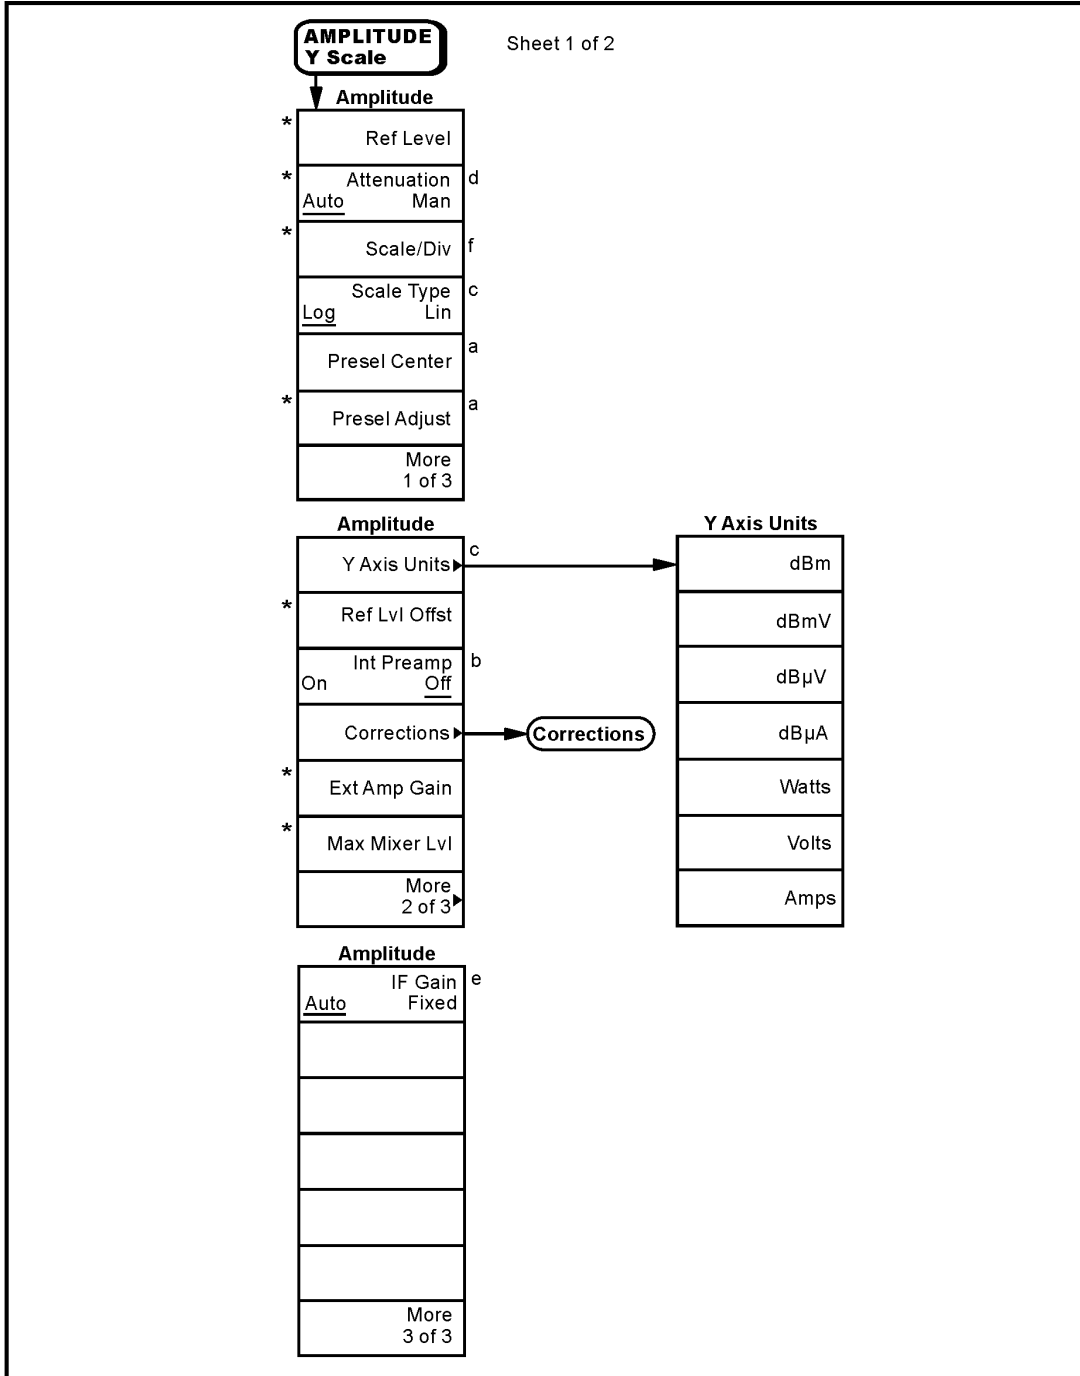 AMPLITUDE
Y Scale
Sheet 1 of 2
Amplitude
* Ref Level
* Attenuation d
Auto Man
* Scale/Div f
Scale Type c
Log Lin
Presel Center a
* Presel Adjust a
More
1 of 3
Amplitude
Y Axis Units c
* Ref Lvl Offst
Int Preamp b
On Off
Corrections
Corrections
* Ext Amp Gain
* Max Mixer Lvl
More
2 of 3
Y Axis Units
dBm
dBmV
dBµV
dBµA
Watts
Volts
Amps
Amplitude
IF Gain e
Auto Fixed
More
3 of 3